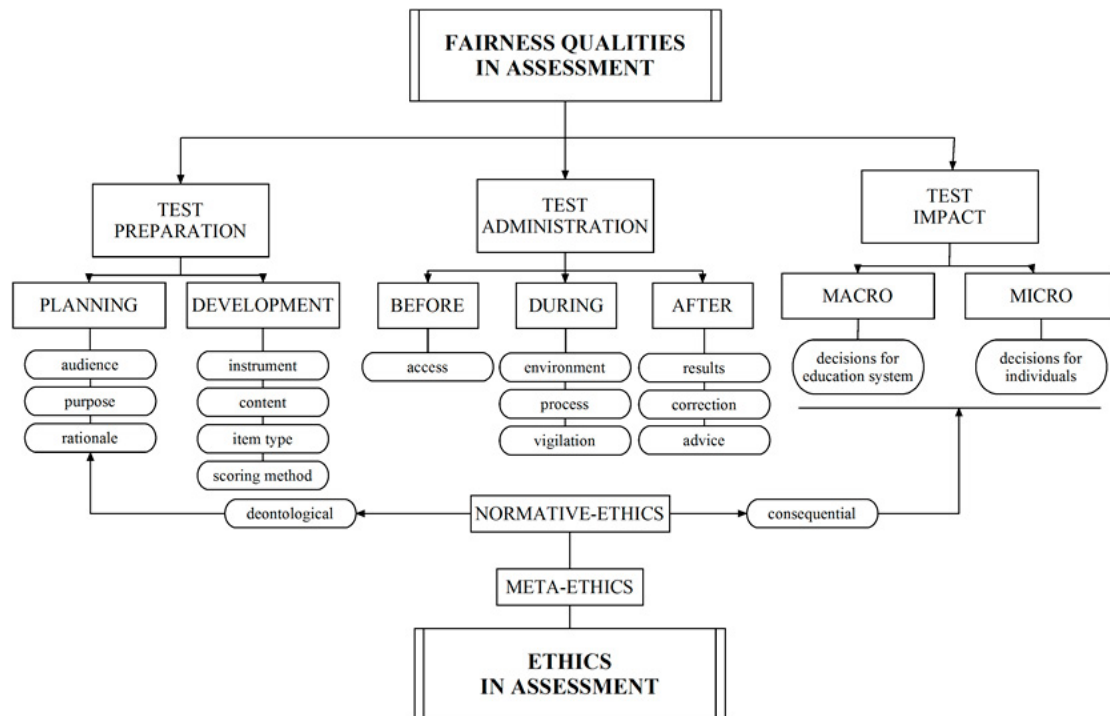 FAIRNESS QUALITIES
IN ASSESSMENT
TEST
PREPARATION
TEST
ADMINISTRATION
TEST
IMPACT
PLANNING
DEVELOPMENT
BEFORE
DURING
AFTER
MACRO
MICRO
audience
purpose
rationale
instrument
content
item type
scoring method
access
environment
process
vigilation
results
correction
advice
decisions for
education system
decisions for
individuals
deontological
NORMATIVE-ETHICS
consequential
META-ETHICS
ETHICS
IN ASSESSMENT